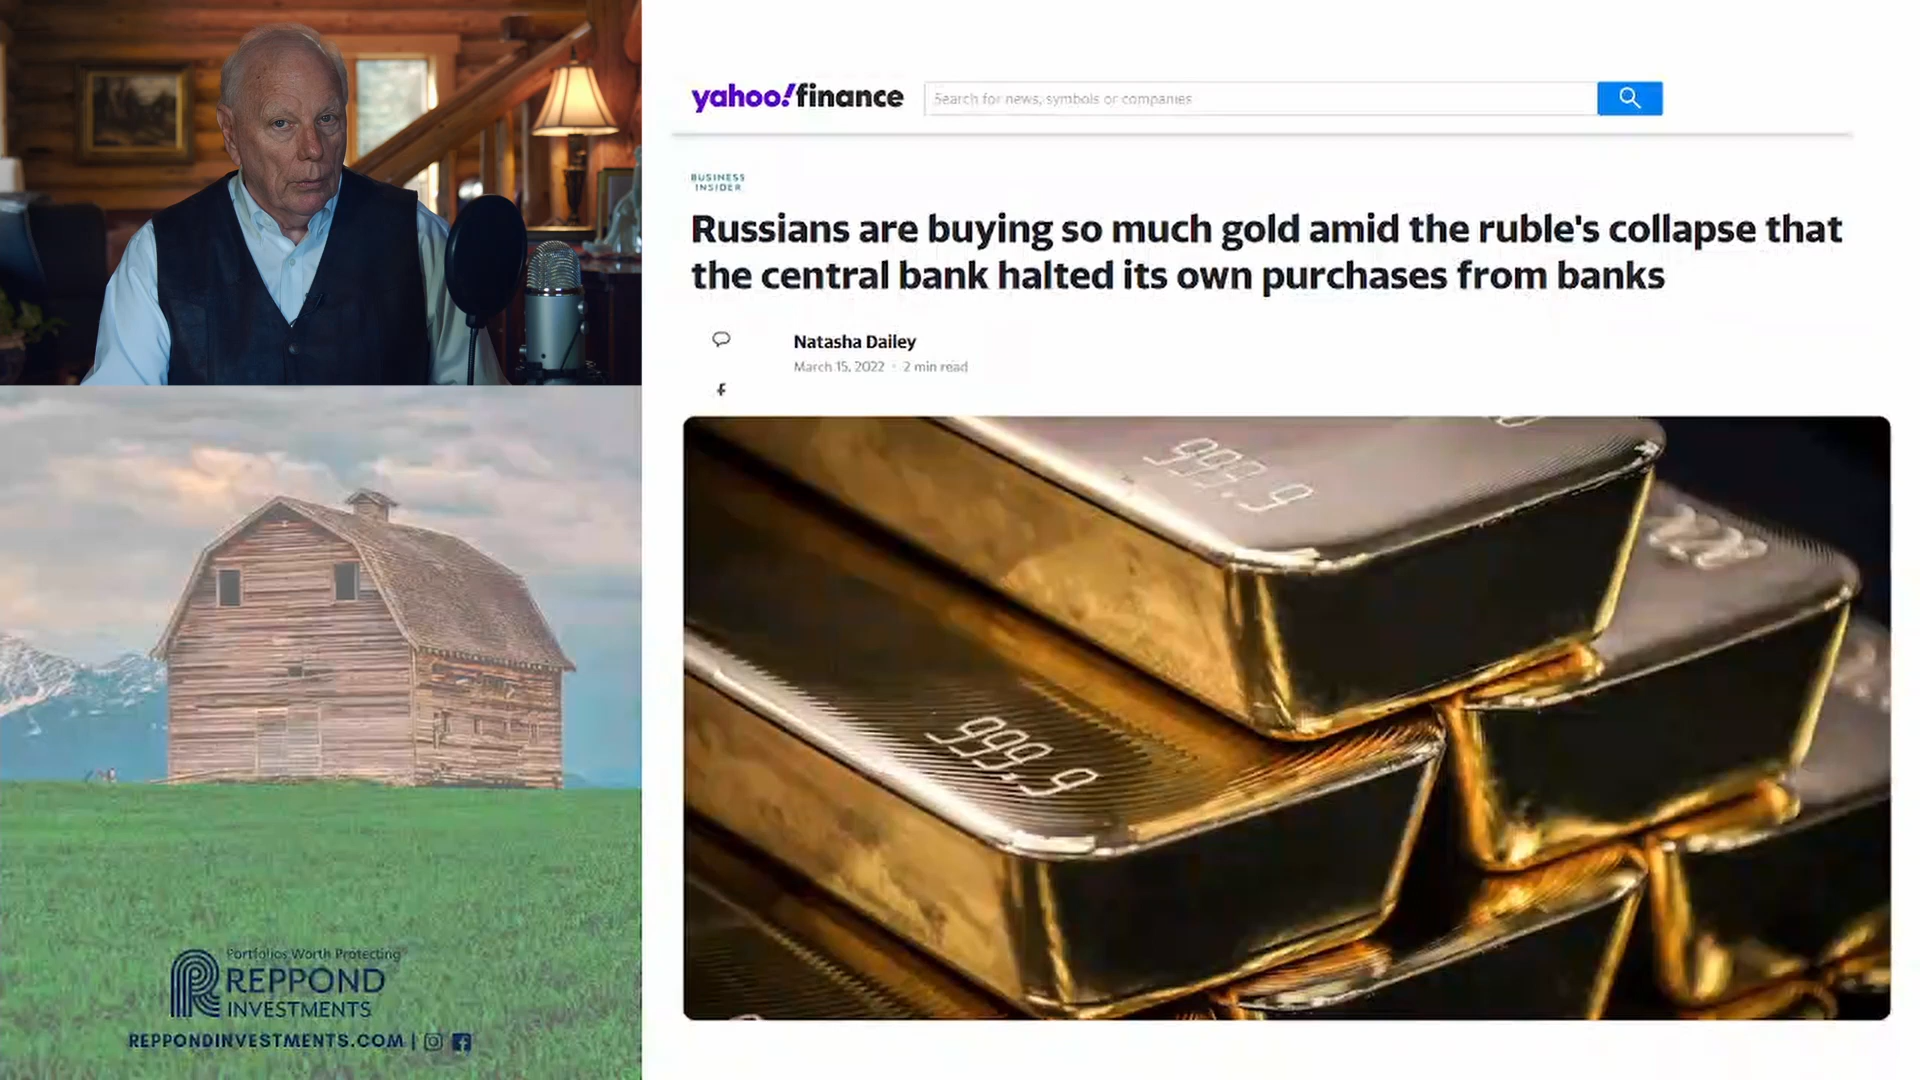 yahoo!finance
Search for news, symbols or companies
BUSINESS
INSIDER
Russians are buying so much gold amid the ruble's collapse that
the central bank halted its own purchases from banks
Natasha Dailey
March 15, 2022 • 2 min read
999.9
999.9
Portfolios Worth Protecting
REPPOND
INVESTMENTS
REPPONDINVESTMENTS.COM |